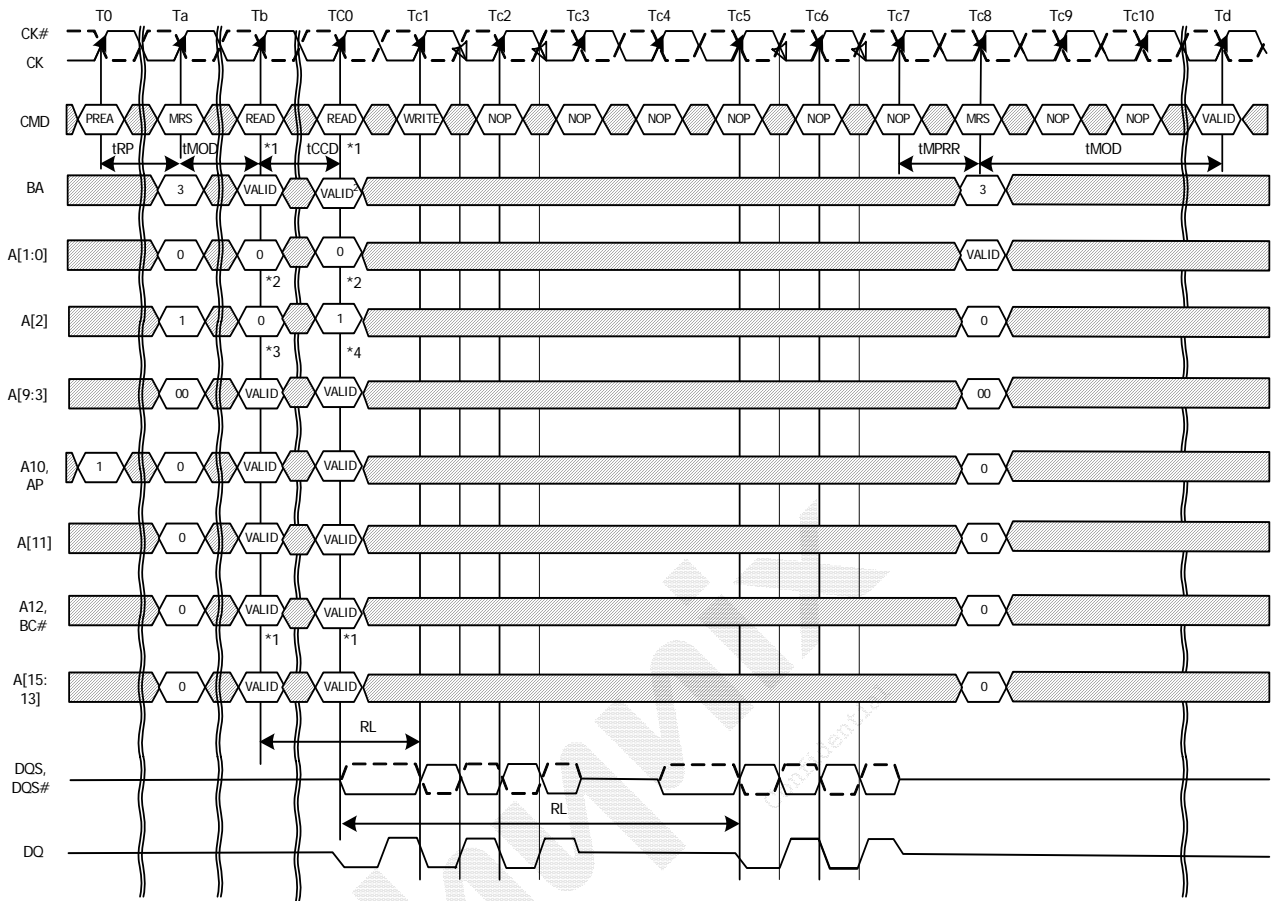 T0 Ta Tb TC0 Tc1 Tc2 Tc3 Tc4 Tc5 Tc6 Tc7 Tc8 Tc9 Tc10 Td
CK#
CK
CMD PREA MRS READ READ WRITE NOP NOP NOP NOP NOP NOP MRS NOP NOP VALID
tRP tMOD *1 tCCD *1 tMPRR tMOD
BA 3 VALID VALID2 3
A[1:0] 0 0 0 VALID
*2 *2
A[2] 1 0 1 0
*3 *4
A[9:3] 00 VALID VALID 00
A10,
AP 1 0 VALID VALID 0
A[11] 0 VALID VALID 0
A12,
BC# 0 VALID VALID 0
*1 *1
A[15:
13] 0 VALID VALID 0
RL
DQS,
DQS#
RL
DQ
Confidential